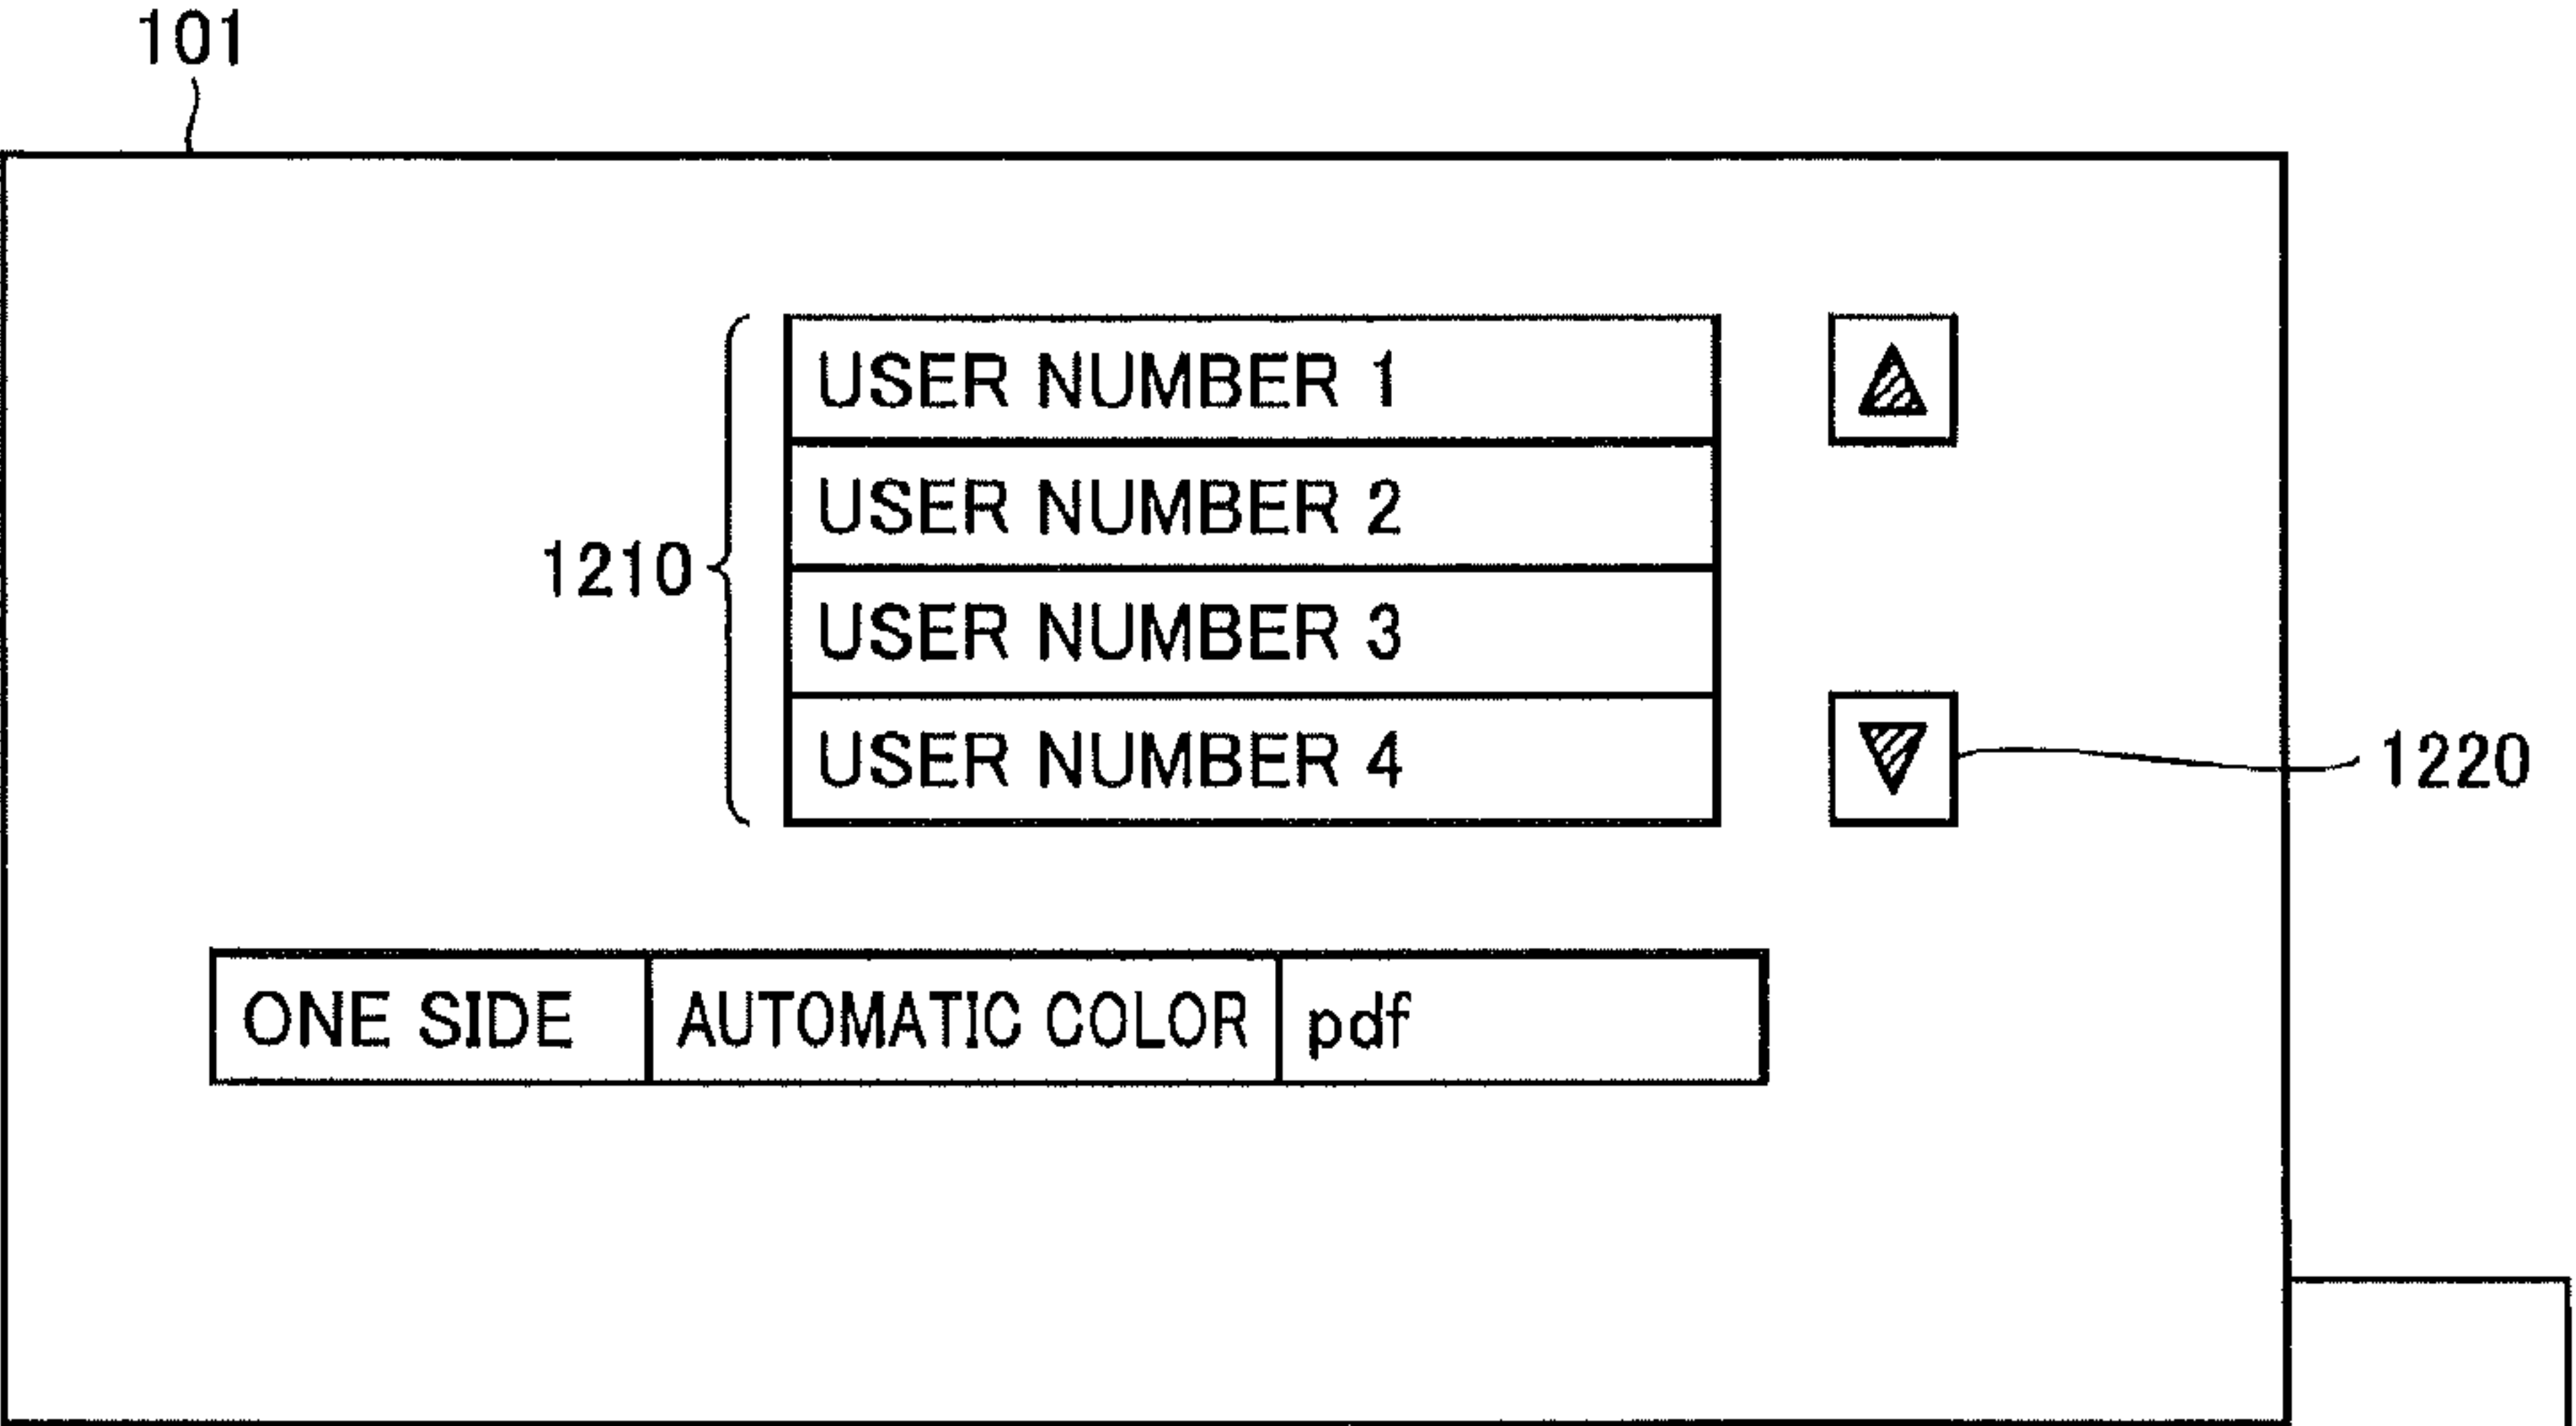 101
USER NUMBER 1
USER NUMBER 2
1210
USER NUMBER 3
USER NUMBER 4
1220
ONE SIDE
AUTOMATIC COLOR
pdf